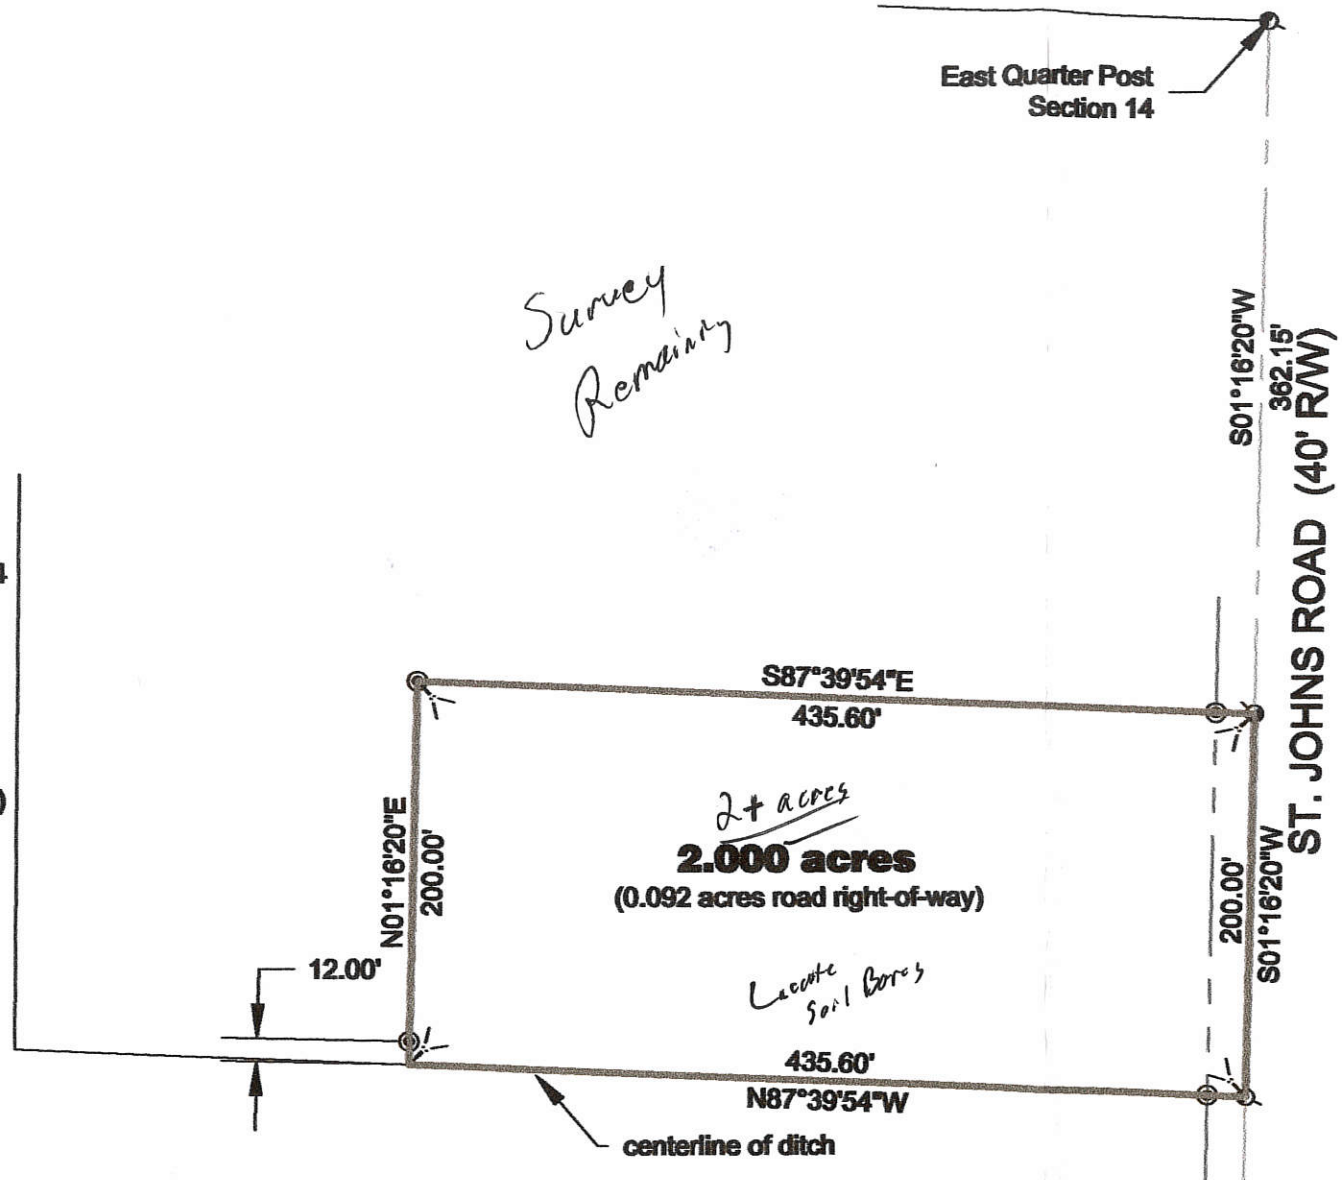 East Quarter Post
Section 14
Survey
Remaining
S01°16'20"W
362.15'
ST. JOHNS ROAD (40' R/W)
S87°39'54"E
435.60'
N01°16'20"E
200.00'
2+ acres
2.000 acres
(0.092 acres road right-of-way)
200.00'
S01°16'20"W
12.00'
Locate
Soil Bores
435.60'
N87°39'54"W
centerline of ditch